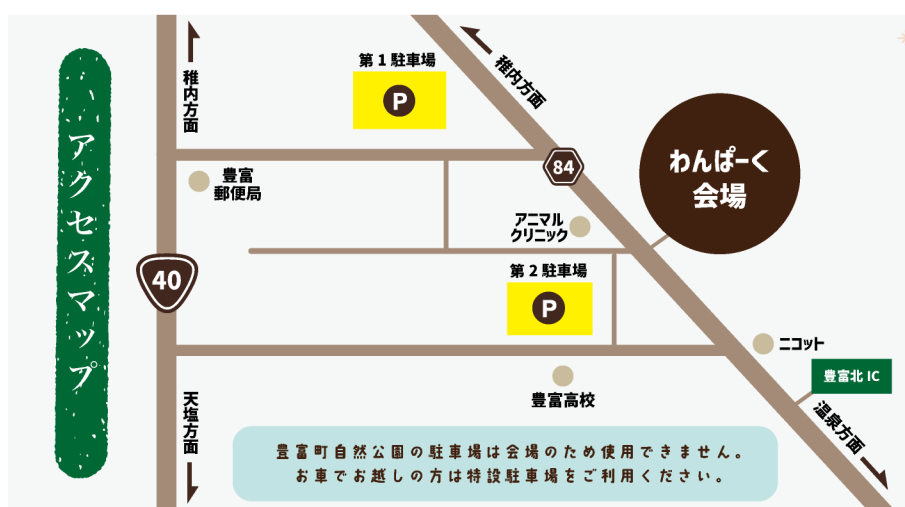 アクセスマップ
稚内方面
第1駐車場
P
稚内方面
84
わんぱーく
会場
豊富
郵便局
アニマル
クリニック
40
第2駐車場
P
ニコット
豊富北IC
豊富高校
天塩方面
温泉方面
豊富町自然公園の駐車場は会場のため使用できません。
お車でお越しの方は特設駐車場をご利用ください。